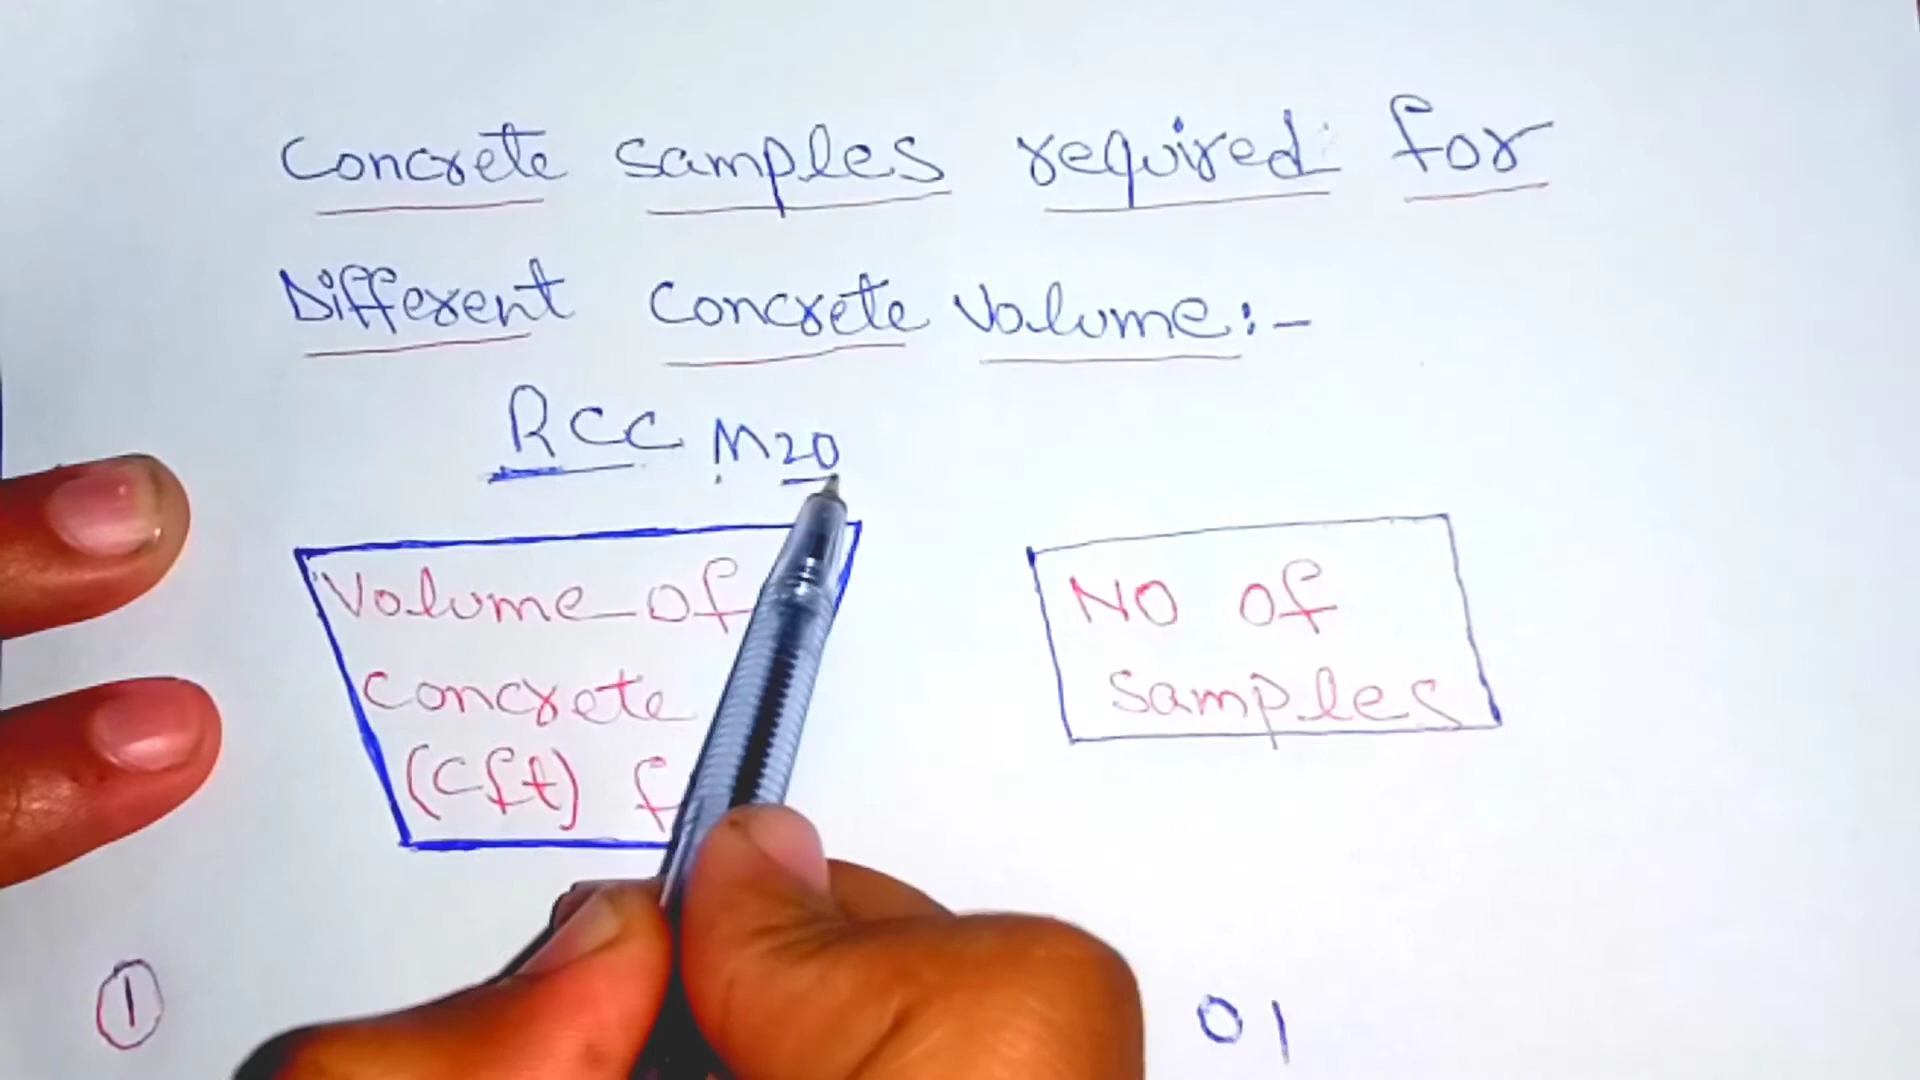 Concrete samples required for
Different Concrete Volume:-
RCC M20
Volume of
Concrete
(Cft)
NO of
Samples
1
01